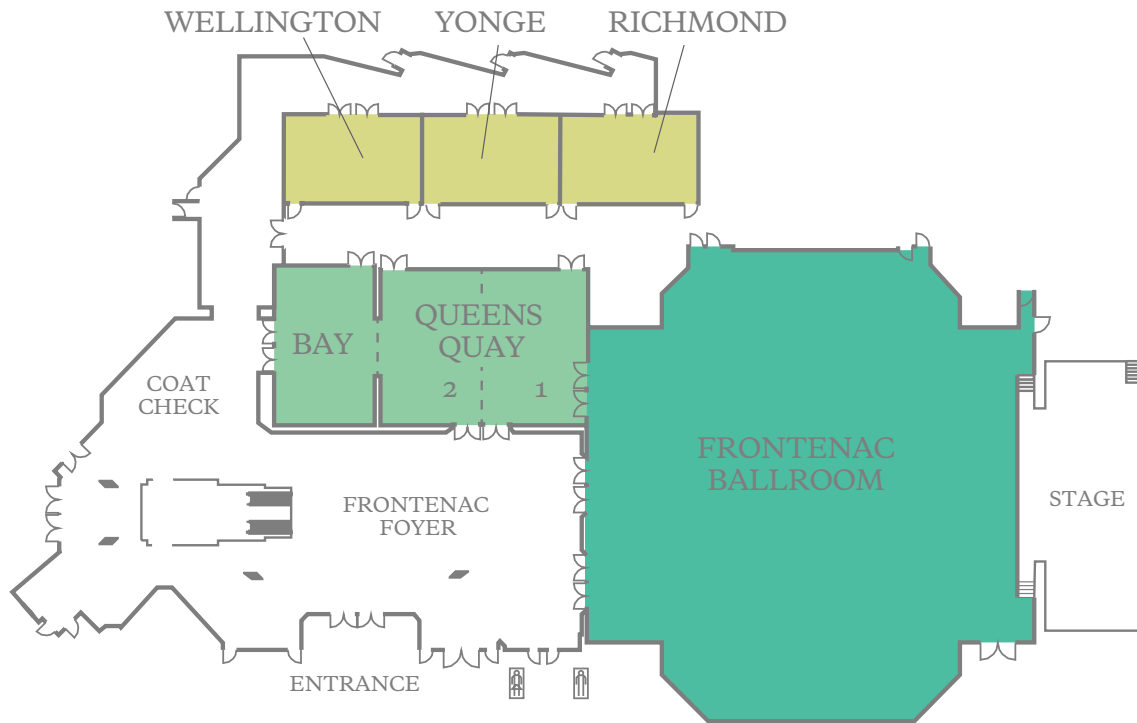 WELLINGTON
YONGE
RICHMOND
BAY
QUEENS
QUAY
2
1
COAT
CHECK
FRONTENAC
BALLROOM
FRONTENAC
FOYER
STAGE
ENTRANCE